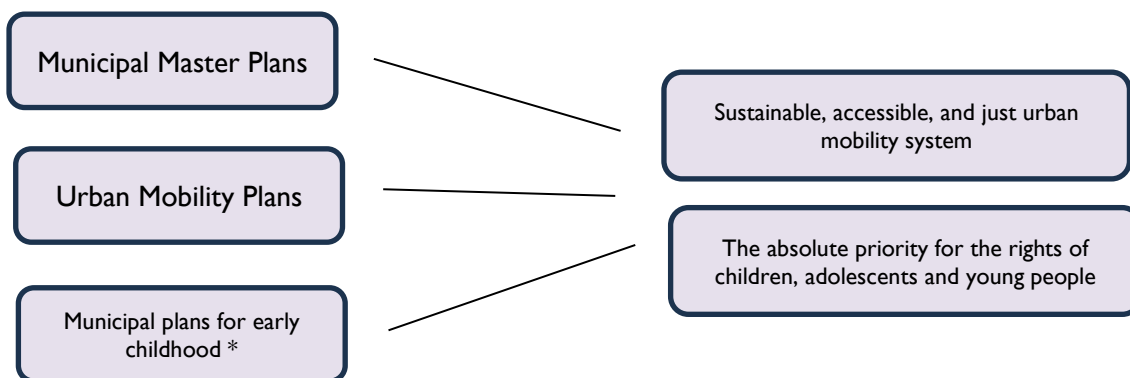 Municipal Master Plans
Urban Mobility Plans
Municipal plans for early
childhood *
Sustainable, accessible, and just urban
mobility system
The absolute priority for the rights of
children, adolescents and young people